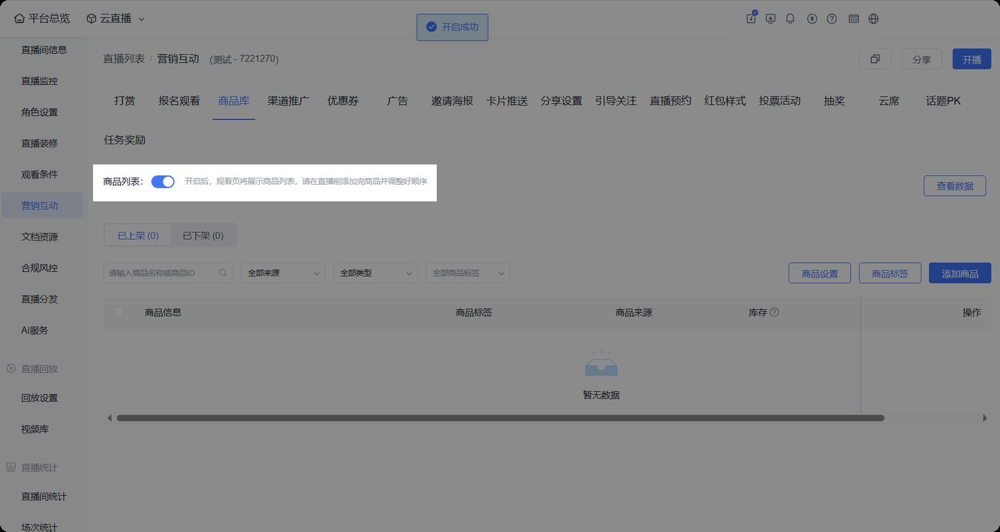 平台总览 云直播
开启成功
直播间信息
直播监控
角色设置
直播装修
观看条件
营销互动
文档资源
合规风控
直播分发
AI服务
直播回放
回放设置
视频库
直播统计
直播间统计
场次统计
直播列表 / 营销互动 (测试 - 7221270)
分享 开播
打赏 报名观看 商品库 渠道推广 优惠券 广告 邀请海报 卡片推送 分享设置 引导关注 直播预约 红包样式 投票活动 抽奖 云席 话题PK
任务奖励
商品列表: 开启后，观看页将展示商品列表，请在直播前添加完商品并调整好顺序
查看数据
已上架 (0) 已下架 (0)
请输入商品名称或商品ID 全部来源 全部类型 全部商品标签 商品设置 商品标签 添加商品
商品信息 商品标签 商品来源 库存 操作
暂无数据